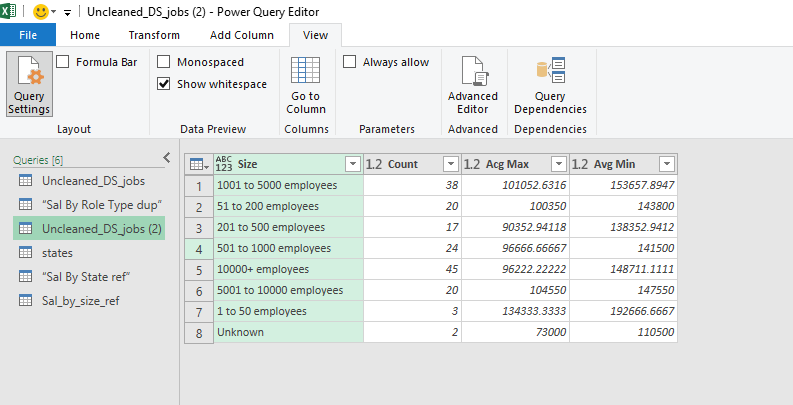 Uncleaned_DS_jobs (2) - Power Query Editor
File Home Transform Add Column View
Query Settings
Formula Bar
Layout
Monospaced
Show whitespace
Data Preview
Go to Column
Columns
Always allow
Parameters
Advanced Editor
Advanced
Query Dependencies
Dependencies
Queries [6]
Uncleaned_DS_jobs
“Sal By Role Type dup”
Uncleaned_DS_jobs (2)
states
“Sal By State ref”
Sal_by_size_ref
ABC 123 Size 1.2 Count 1.2 Acg Max 1.2 Avg Min
1 1001 to 5000 employees 38 101052.6316 153657.8947
2 51 to 200 employees 20 100350 143800
3 201 to 500 employees 17 90352.94118 138352.9412
4 501 to 1000 employees 24 96666.66667 141500
5 10000+ employees 45 96222.22222 148711.1111
6 5001 to 10000 employees 20 104550 147550
7 1 to 50 employees 3 134333.3333 192666.6667
8 Unknown 2 73000 110500